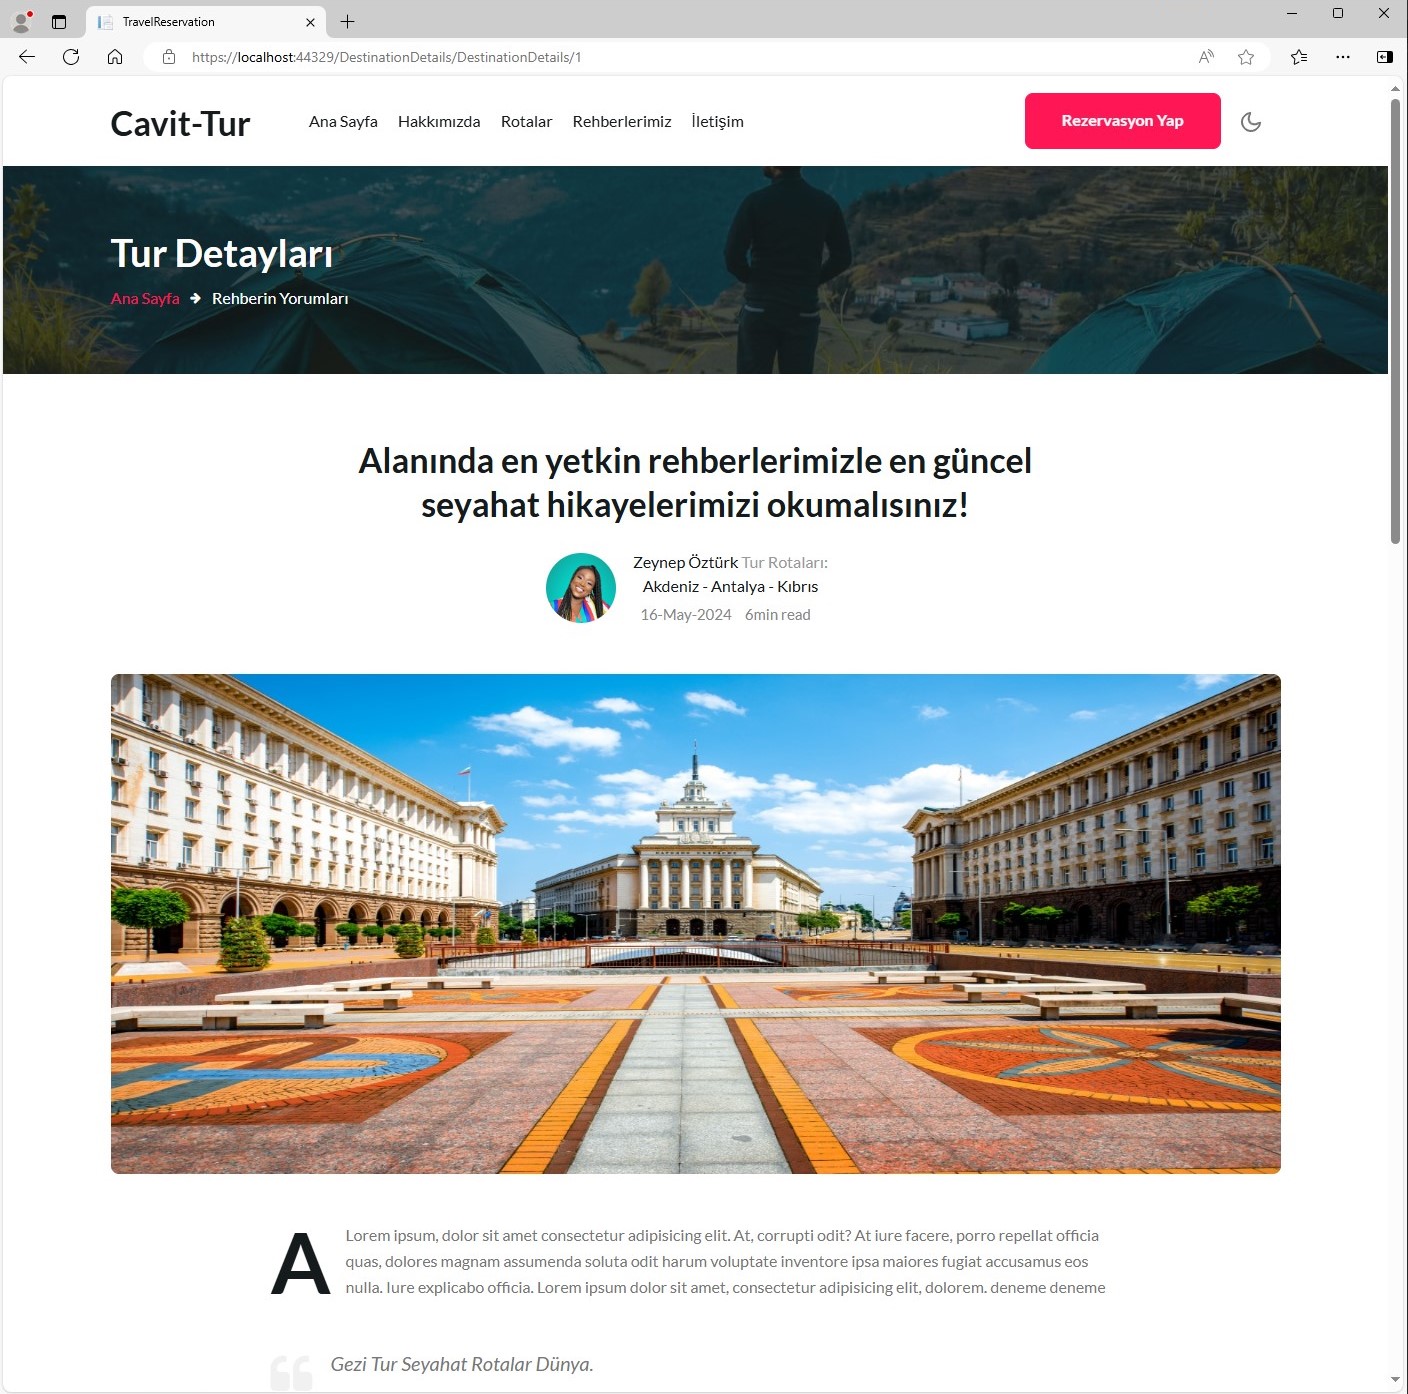 TravelReservation
https://localhost:44329/DestinationDetails/DestinationDetails/1
Cavit-Tur
Ana Sayfa Hakkımızda Rotalar Rehberlerimiz İletişim
Rezervasyon Yap
Tur Detayları
Ana Sayfa Rehberin Yorumları
Alanında en yetkin rehberlerimizle en güncel
seyahat hikayelerimizi okumalısınız!
Zeynep Öztürk Tur Rotaları:
Akdeniz - Antalya - Kıbrıs
16-May-2024 6min read
A
Lorem ipsum, dolor sit amet consectetur adipisicing elit. At, corrupti odit? At iure facere, porro repellat officia
quas, dolores magnam assumenda soluta odit harum voluptate inventore ipsa maiores fugiat accusamus eos
nulla. Iure explicabo officia. Lorem ipsum dolor sit amet, consectetur adipisicing elit, dolorem. deneme deneme
Gezi Tur Seyahat Rotalar Dünya.